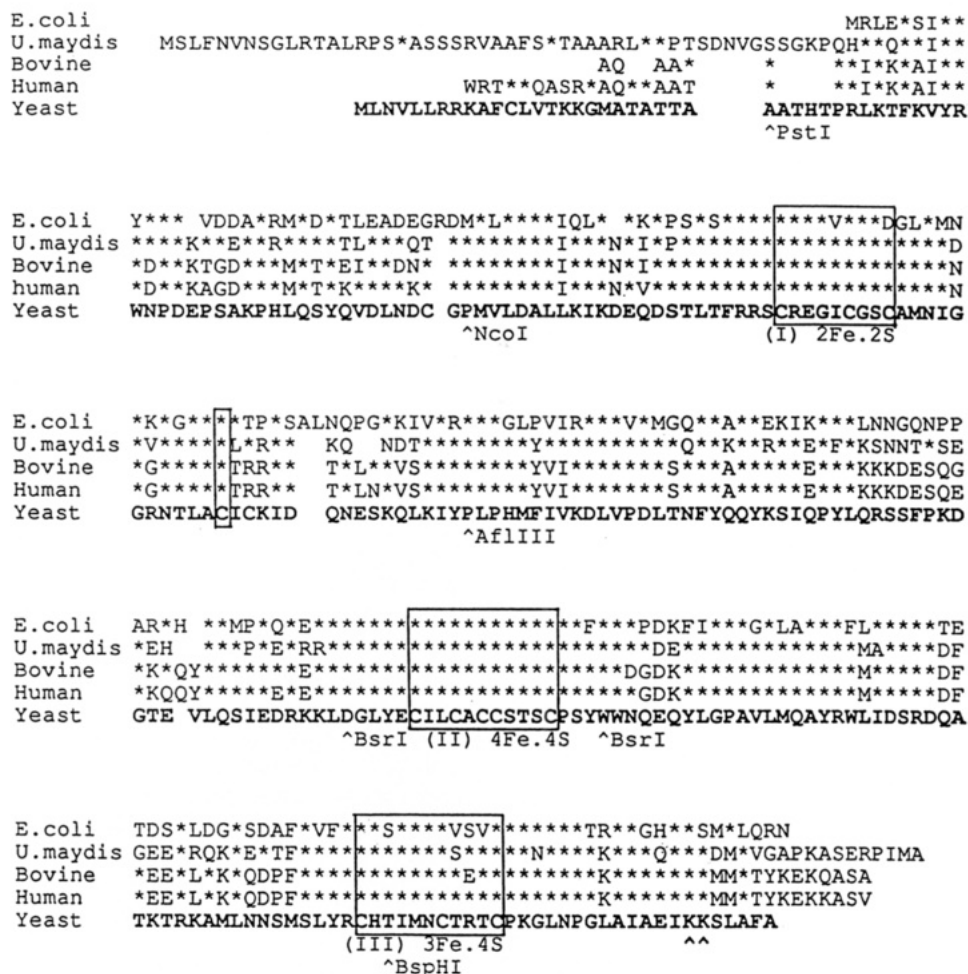 E.coli MRLE*SI**
U.maydis MSLFNVNSGLRTALRPS*ASSSRVAAFS*TAAARL**PTSDNVGSSGKPQH**Q**I**
Bovine AQ AA* * **I*K*AI**
Human WRT**QASR*AQ**AAT * **I*K*AI**
Yeast MLNVLLRRKAFCLVTKKGMATATTA AATHTPRLKTFKVYR
^PstI
E.coli Y*** VDDA*RM*D*TLEADEGRDM*L****IQL* *K*PS*S*********V***DGL*MN
U.maydis ****K**E**R****TL***QT *********I***N*I*P******************D
Bovine *D**KTGD***M*T*EI**DN* *********I***N*I********************N
human *D**KAGD***M*T*K****K* *********I***N*V********************N
Yeast WNPDEPSAKPHLQSYQVDLNDC GPMVLDALLKIKDEQDSTLTFRRSCREGICGSCAMNIG
^NcoI (I) 2Fe.2S
E.coli *K*G*****TP*SALNQPG*KIV*R***GLPVIR***V*MGQ**A**EKIK***LNNGQNPP
U.maydis *V*****L*R** KQ NDT*******Y********Q**K**R**E*F*KSNNT*SE
Bovine *G*****TRR** T*L**VS*******YVI******S***A****E***KKKDESQG
Human *G*****TRR** T*LN*VS*******YVI******S***A****E***KKKDESQE
Yeast GRNTLACICKID QNESKQLKIYPLPHMFIVKDLVPDLTNFYQQYKSIQPYLQRSSFPKD
^AflIII
E.coli AR*H **MP*Q*E******************F***PDKFI***G*LA***FL*****TE
U.maydis *EH ***P*E*RR**********************DE************MA****DF
Bovine *K*QY*****E*********************DGDK************M*****DF
Human *KQQY****E*E**********************GDK************M*****DF
Yeast GTE VLQSIEDRKKLDGLYECILCACCSTSCPSYWWNQEQYLGPAVLMQAYRWLIDSRDQA
^BsrI (II) 4Fe.4S ^BsrI
E.coli TDS*LDG*SDAF*VF***S****VSV*******TR**GH**SM*LQRN
U.maydis GEE*RQK*E*TF***********S****N****K***Q**DM*VGAPKASERPIMA
Bovine *EE*L*K*QDPF************E*********K*****MM*TYKEKQASA
Human *EE*L*K*QDPF**********************K*****MM*TYKEKKASV
Yeast TKTRKAMLNNSMSLYRCHTIMNCTRTCPKGLNPGLAIAEIKKSLAFA
(III) 3Fe.4S ^^
^BspHI